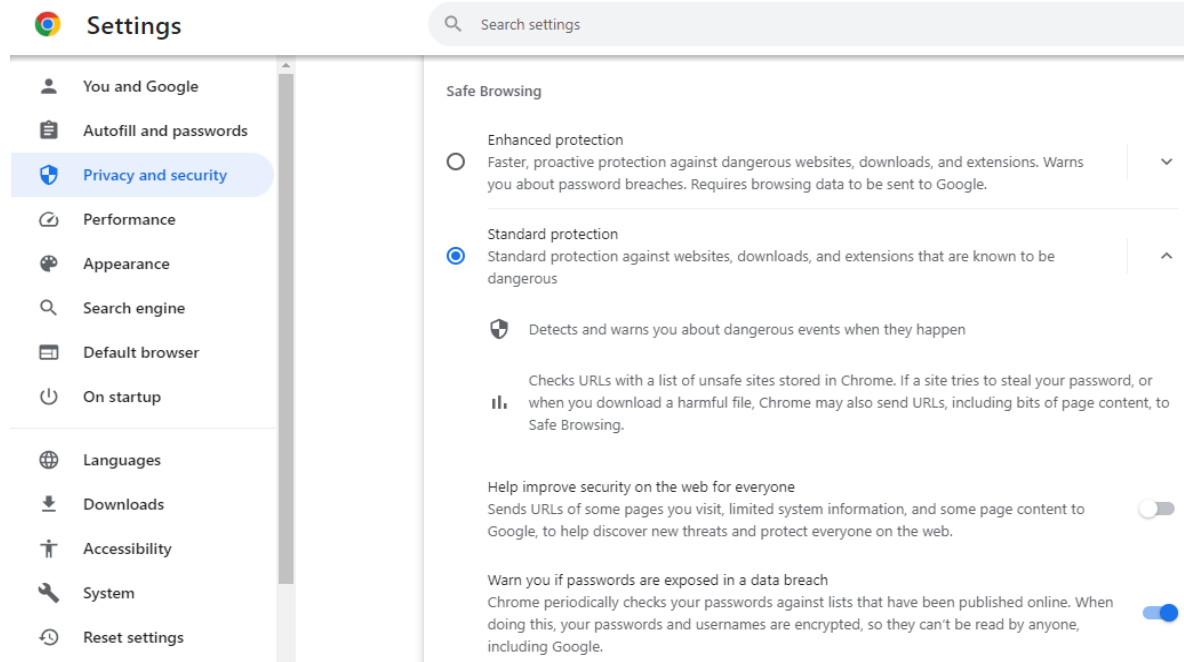 Settings
Search settings
You and Google
Autofill and passwords
Privacy and security
Performance
Appearance
Search engine
Default browser
On startup
Languages
Downloads
Accessibility
System
Reset settings
Safe Browsing
Enhanced protection
Faster, proactive protection against dangerous websites, downloads, and extensions. Warns
you about password breaches. Requires browsing data to be sent to Google.
Standard protection
Standard protection against websites, downloads, and extensions that are known to be
dangerous
Detects and warns you about dangerous events when they happen
Checks URLs with a list of unsafe sites stored in Chrome. If a site tries to steal your password, or
when you download a harmful file, Chrome may also send URLs, including bits of page content, to
Safe Browsing.
Help improve security on the web for everyone
Sends URLs of some pages you visit, limited system information, and some page content to
Google, to help discover new threats and protect everyone on the web.
Warn you if passwords are exposed in a data breach
Chrome periodically checks your passwords against lists that have been published online. When
doing this, your passwords and usernames are encrypted, so they can't be read by anyone,
including Google.